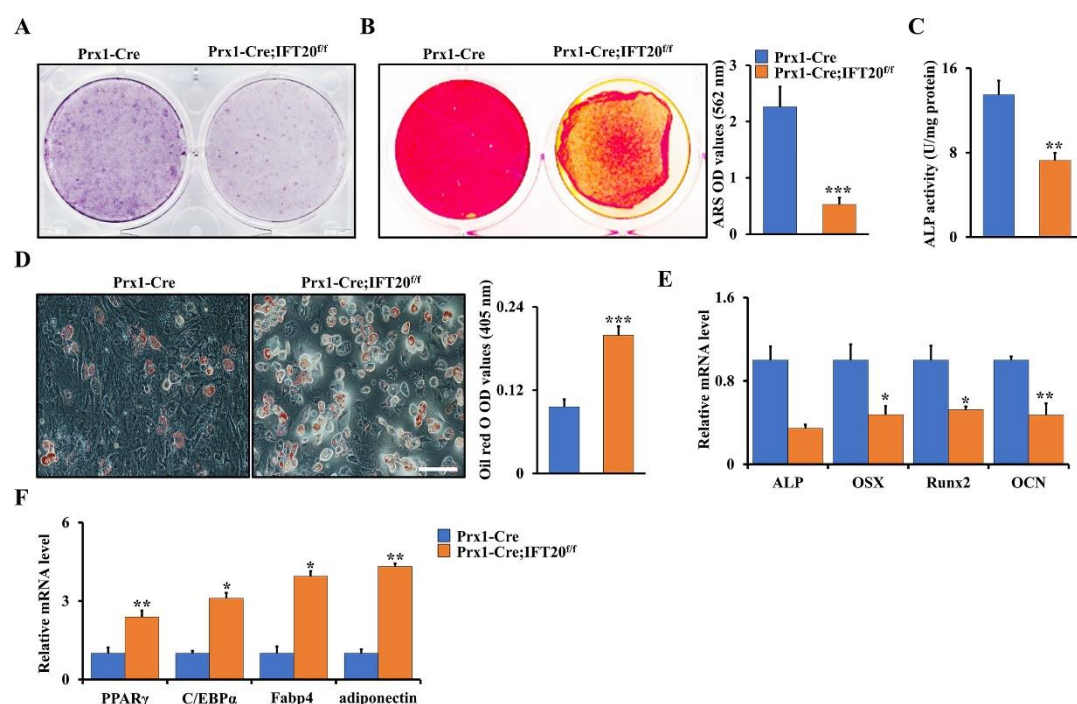 A
Prx1-Cre
Prx1-Cre;IFT20f/f
B
Prx1-Cre
Prx1-Cre;IFT20f/f
Prx1-Cre
Prx1-Cre;IFT20f/f
ARS OD values (562 nm)
3
2
1
0
***
C
ALP activity (U/mg protein)
16
8
0
**
D
Prx1-Cre
Prx1-Cre;IFT20f/f
Oil red O OD values (405 nm)
0.24
0.12
0
***
E
Relative mRNA level
1.6
0.8
0
*
*
**
ALP
OSX
Runx2
OCN
F
Relative mRNA level
6
3
0
**
*
*
**
PPARγ
C/EBPα
Fabp4
adiponectin
Prx1-Cre
Prx1-Cre;IFT20f/f